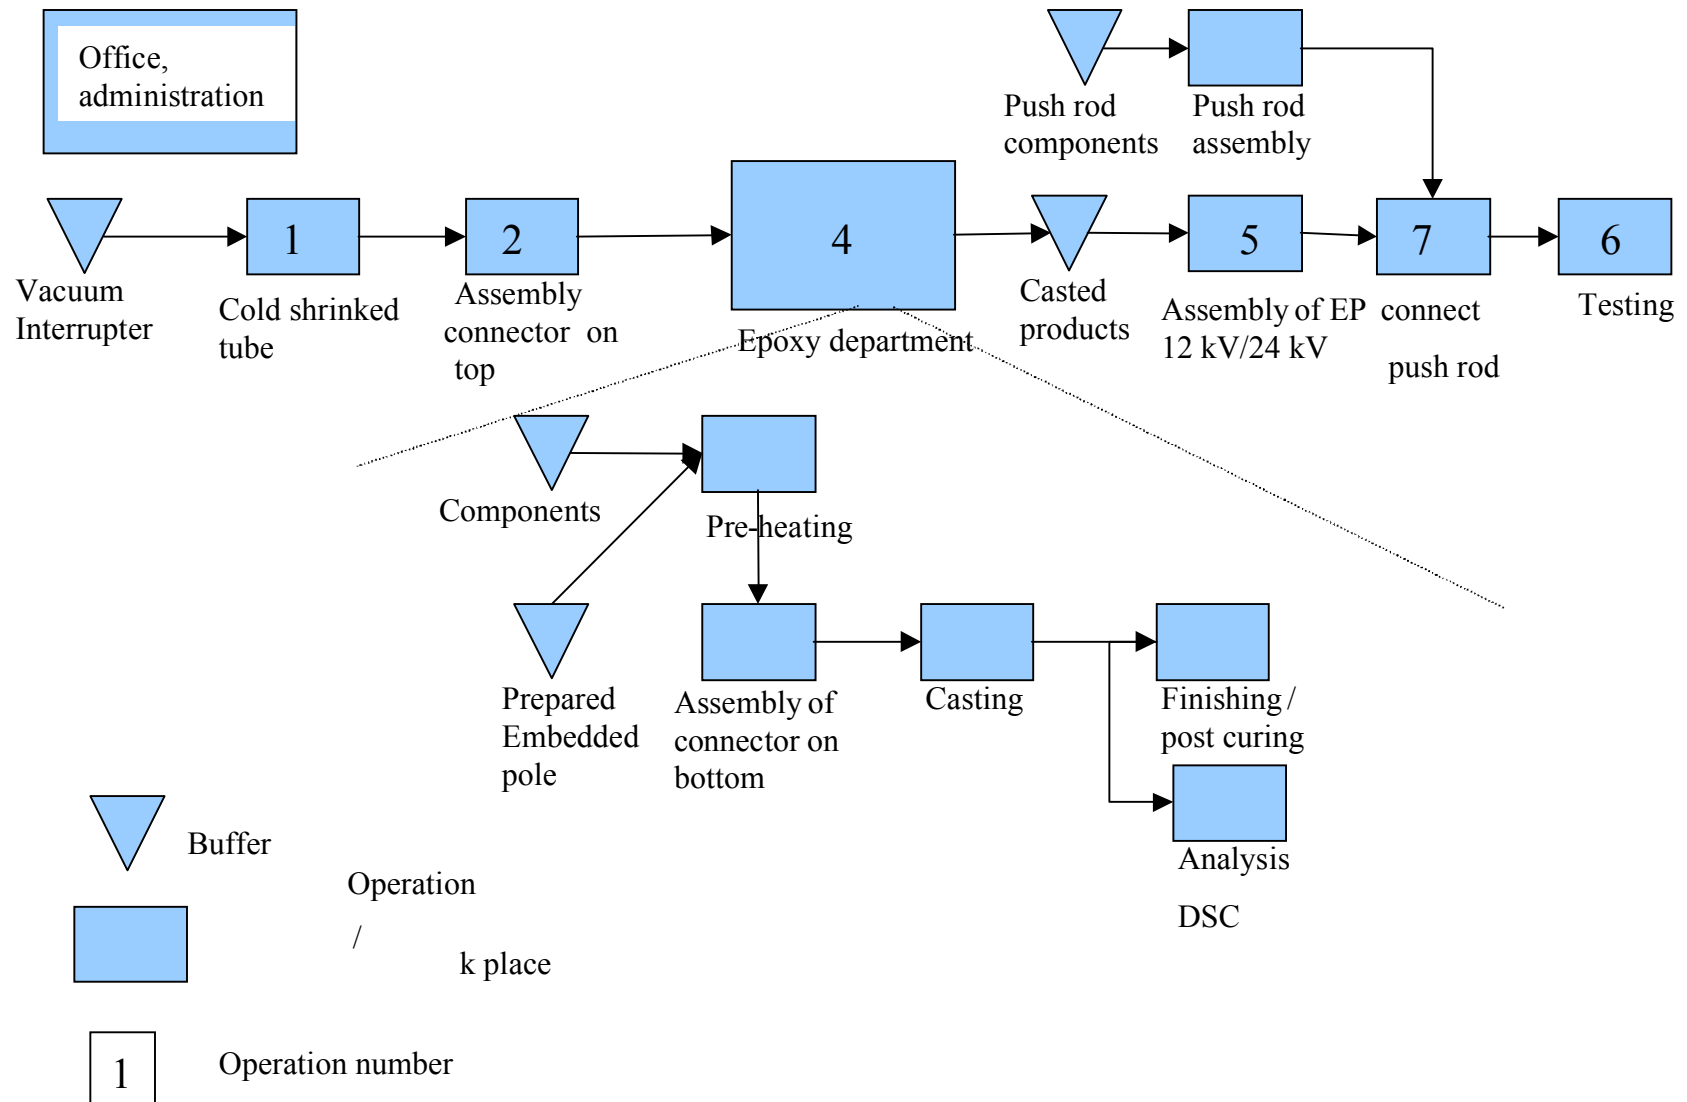 Office,
administration
Push rod
components
Push rod
assembly
1
2
4
5
7
6
Vacuum
Interrupter
Cold shrinked
tube
Assembly
connector on
top
Epoxy department
Casted
products
Assembly of EP
12 kV/24 kV
connect
push rod
Testing
Components
Pre-heating
Prepared
Embedded
pole
Assembly of
connector on
bottom
Casting
Finishing /
post curing
Analysis
DSC
Buffer
Operation
/
k place
1
Operation number